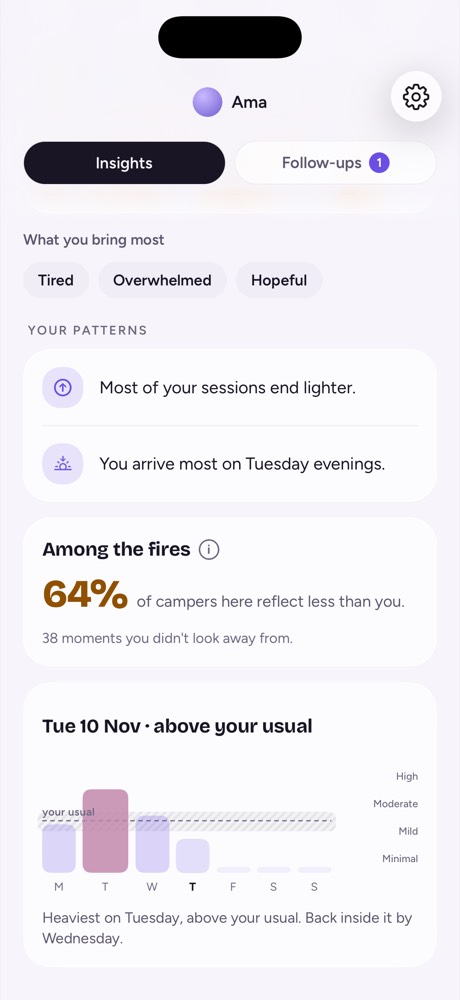 Ama
Insights
Follow-ups 1
What you bring most
Tired
Overwhelmed
Hopeful
YOUR PATTERNS
Most of your sessions end lighter.
You arrive most on Tuesday evenings.
Among the fires
64% of campers here reflect less than you.
38 moments you didn't look away from.
Tue 10 Nov · above your usual
High
your usual
Moderate
Mild
Minimal
M T W T F S S
Heaviest on Tuesday, above your usual. Back inside it by
Wednesday.